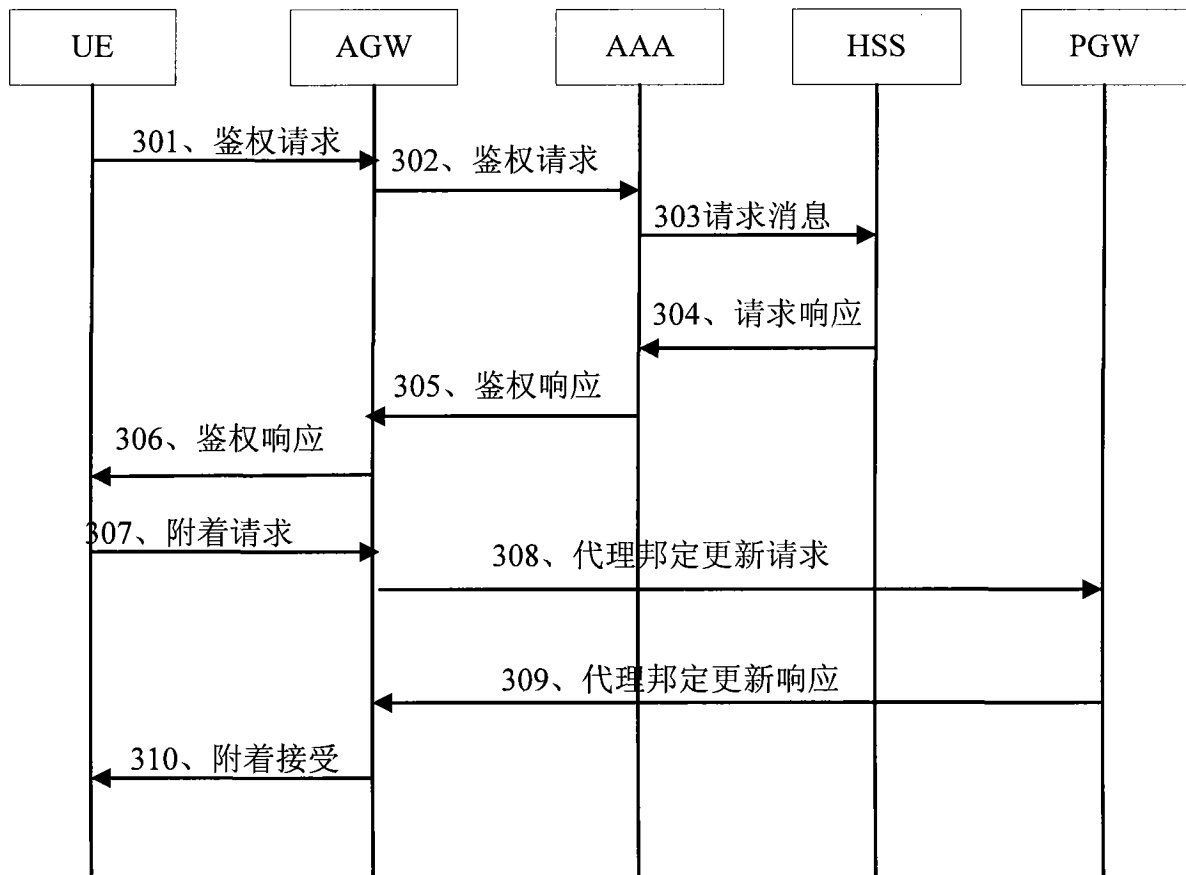 UE AGW AAA HSS PGW
301、鉴权请求
302、鉴权请求
303请求消息
304、请求响应
305、鉴权响应
306、鉴权响应
307、附着请求
308、代理邦定更新请求
309、代理邦定更新响应
310、附着接受